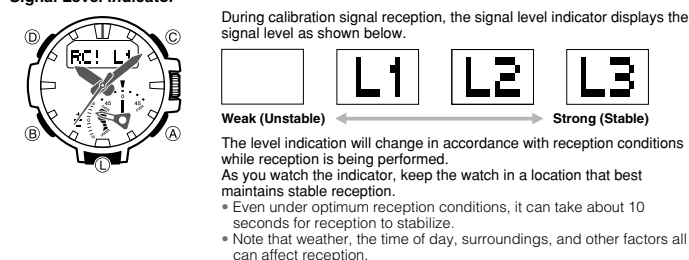 Signal Level Indicator
During calibration signal reception, the signal level indicator displays the
signal level as shown below.
D
C
RC! L1
45
45
B
A
L
L1
L2
L3
Weak (Unstable)
Strong (Stable)
The level indication will change in accordance with reception conditions
while reception is being performed.
As you watch the indicator, keep the watch in a location that best
maintains stable reception.
• Even under optimum reception conditions, it can take about 10
seconds for reception to stabilize.
• Note that weather, the time of day, surroundings, and other factors all
can affect reception.